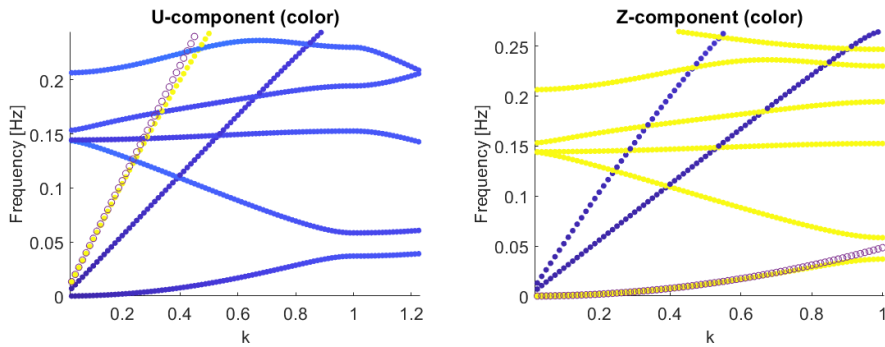 U-component (color)
Frequency [Hz]
0.2
0.15
0.1
0.05
0
0.2 0.4 0.6 0.8 1 1.2
k
Z-component (color)
Frequency [Hz]
0.25
0.2
0.15
0.1
0.05
0
0.2 0.4 0.6 0.8 1
k